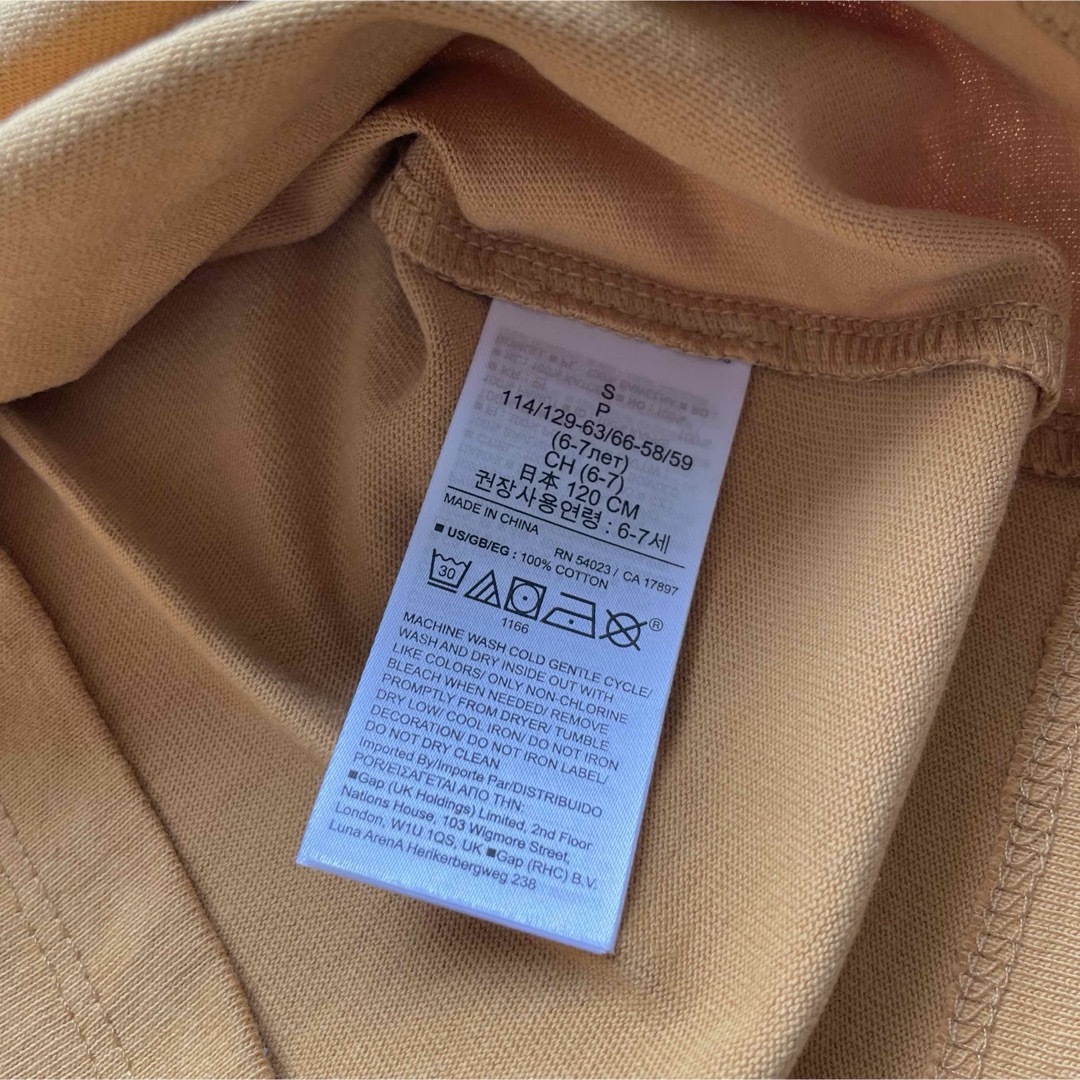 S
P
114/129-63/66-58/59
(6-7лет)
CH (6-7)
日本 120 CM
권장사용연령 : 6-7세
MADE IN CHINA
RN 54023 / CA 17897
■ US/GB/EG : 100% COTTON
30
®
1166
MACHINE WASH COLD GENTLE CYCLE/
WASH AND DRY INSIDE OUT WITH
LIKE COLORS/ ONLY NON-CHLORINE
BLEACH WHEN NEEDED/ REMOVE
PROMPTLY FROM DRYER/ TUMBLE
DRY LOW/ COOL IRON/ DO NOT IRON
DECORATION/ DO NOT IRON LABEL/
DO NOT DRY CLEAN
Imported By/Importe Par/DISTRIBUIDO
POR/ΕΙΣΑΓΕΤΑΙ ΑΠΟ ΤΗΝ:
■Gap (UK Holdings) Limited, 2nd Floor
Nations House, 103 Wigmore Street,
London, W1U 1QS, UK ■Gap (RHC) B.V.
Luna ArenA Herikerbergweg 238